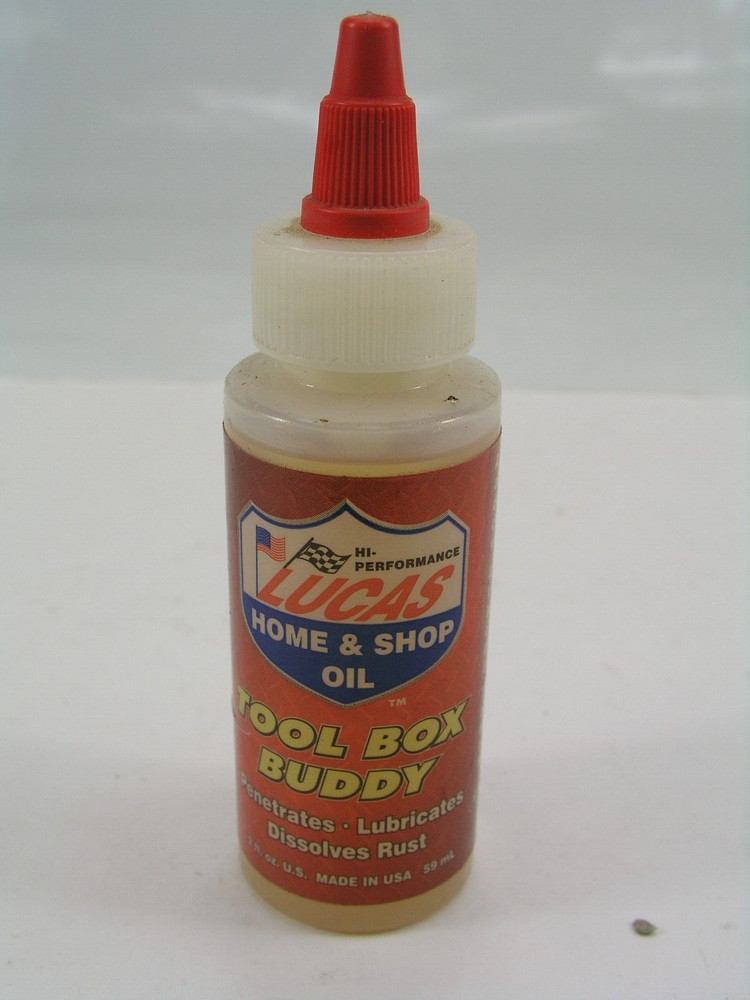 HI-
PERFORMANCE
LUCAS
HOME & SHOP
OIL
TM
TOOL BOX
BUDDY
Penetrates · Lubricates
Dissolves Rust
2 fl. oz. U.S. MADE IN USA 59 mL